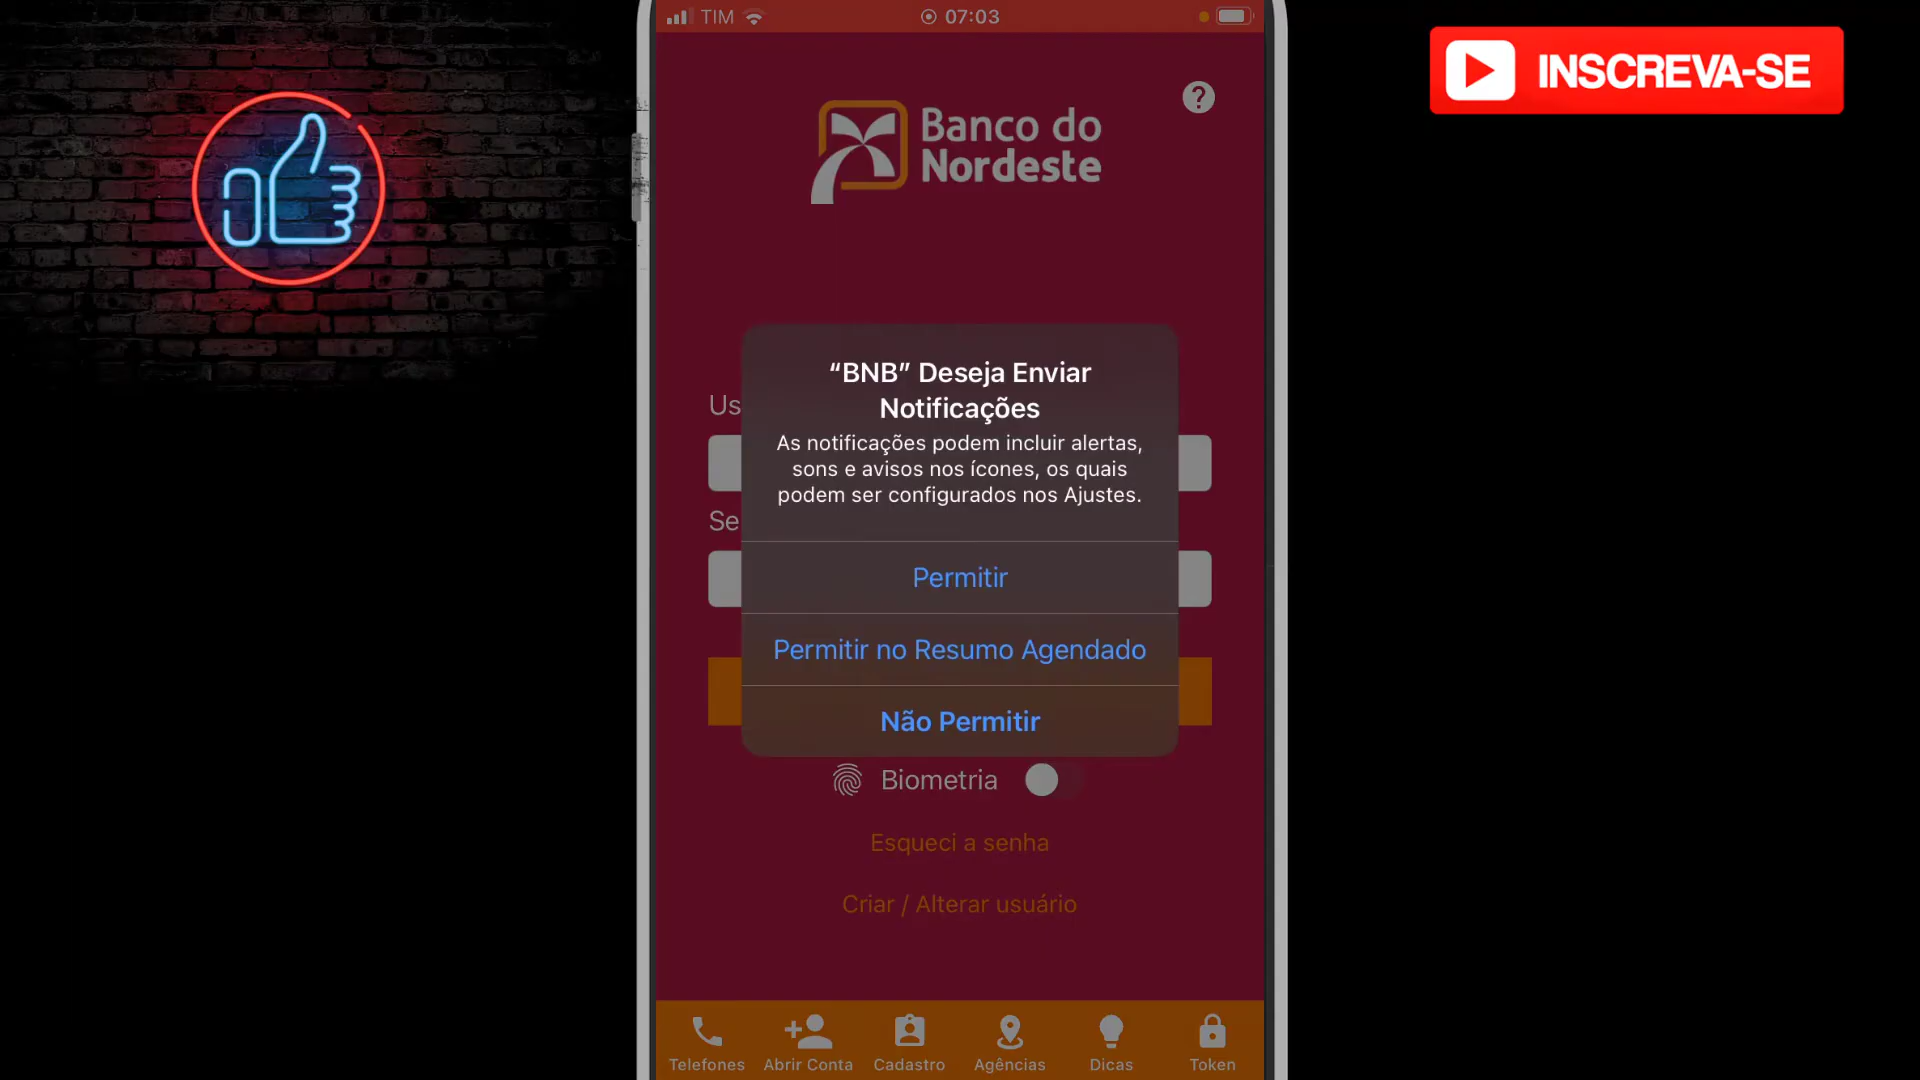 TIM
07:03
INSCREVA-SE
?
Banco do
Nordeste
Us
“BNB” Deseja Enviar
Notificações
As notificações podem incluir alertas,
sons e avisos nos ícones, os quais
podem ser configurados nos Ajustes.
Se
Permitir
Permitir no Resumo Agendado
Não Permitir
Biometria
Esqueci a senha
Criar / Alterar usuário
Telefones
Abrir Conta
Cadastro
Agências
Dicas
Token